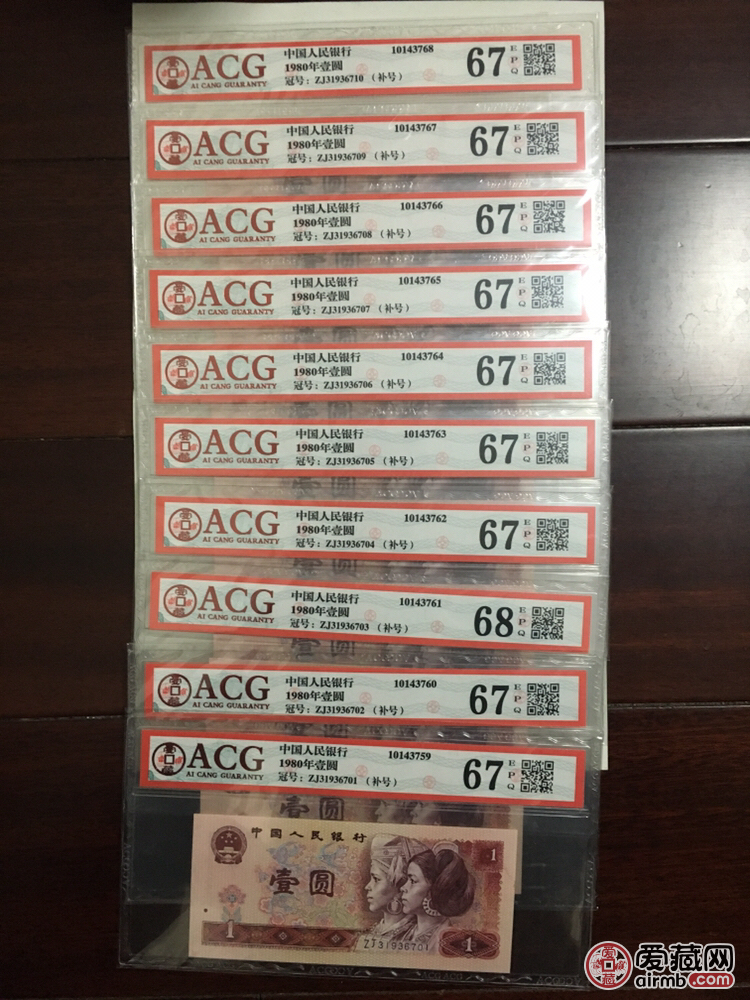 ACG
AI CANG GUARANTY
中国人民银行 10143768
1980年壹圆
冠号：ZJ31936710（补号）
67 EPQ
ACG
AI CANG GUARANTY
中国人民银行 10143767
1980年壹圆
冠号：ZJ31936709（补号）
67 EPQ
ACG
AI CANG GUARANTY
中国人民银行 10143766
1980年壹圆
冠号：ZJ31936708（补号）
67 EPQ
ACG
AI CANG GUARANTY
中国人民银行 10143765
1980年壹圆
冠号：ZJ31936707（补号）
67 EPQ
ACG
AI CANG GUARANTY
中国人民银行 10143764
1980年壹圆
冠号：ZJ31936706（补号）
67 EPQ
ACG
AI CANG GUARANTY
中国人民银行 10143763
1980年壹圆
冠号：ZJ31936705（补号）
67 EPQ
ACG
AI CANG GUARANTY
中国人民银行 10143762
1980年壹圆
冠号：ZJ31936704（补号）
67 EPQ
ACG
AI CANG GUARANTY
中国人民银行 10143761
1980年壹圆
冠号：ZJ31936703（补号）
68 EPQ
ACG
AI CANG GUARANTY
中国人民银行 10143760
1980年壹圆
冠号：ZJ31936702（补号）
67 EPQ
ACG
AI CANG GUARANTY
中国人民银行 10143759
1980年壹圆
冠号：ZJ31936701（补号）
67 EPQ
壹圆
中国人民银行
1
壹圆
1
ZJ31936701
1
爱藏网
airmb.com